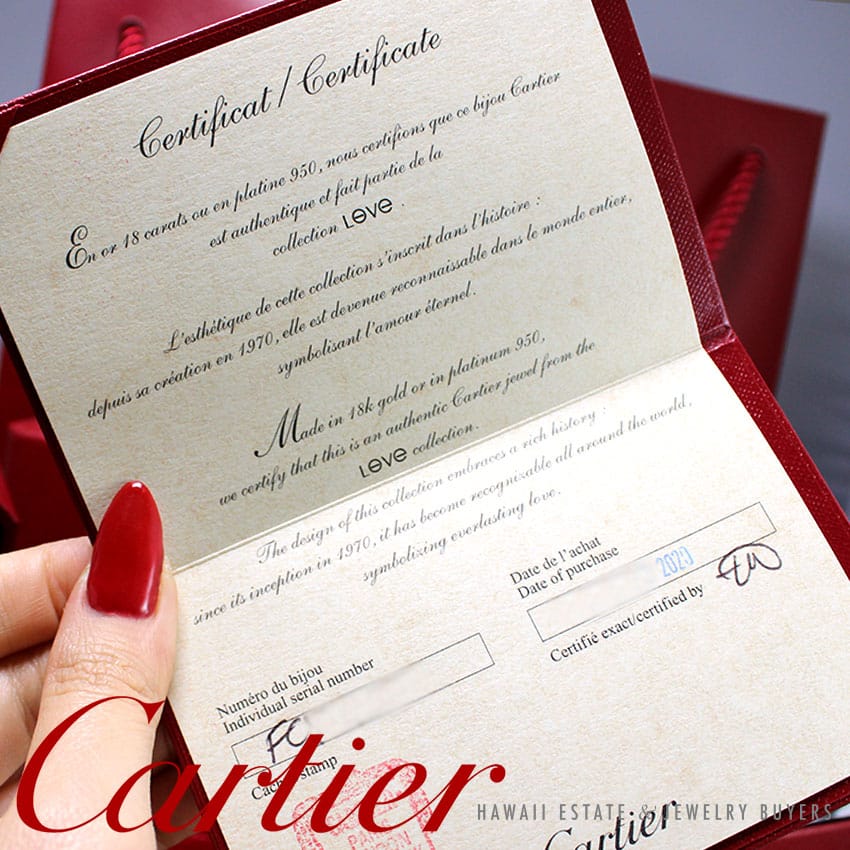 Certificat / Certificate
En or 18 carats ou en platine 950, nous certifions que ce bijou Cartier
est authentique et fait partie de la
collection LOVE .
L'esthétique de cette collection s'inscrit dans l'histoire :
depuis sa création en 1970, elle est devenue reconnaissable dans le monde entier,
symbolisant l'amour éternel.
Made in 18k gold or in platinum 950,
we certify that this is an authentic Cartier jewel from the
LOVE collection.
The design of this collection embraces a rich history :
since its inception in 1970, it has become recognizable all around the world,
symbolizing everlasting love.
Date de l'achat
Date of purchase
2020
Certifié exact/certified by
Numéro du bijou
Individual serial number
FO
stamp
Cartier
Cartier
HAWAII ESTATE & JEWELRY BUYERS